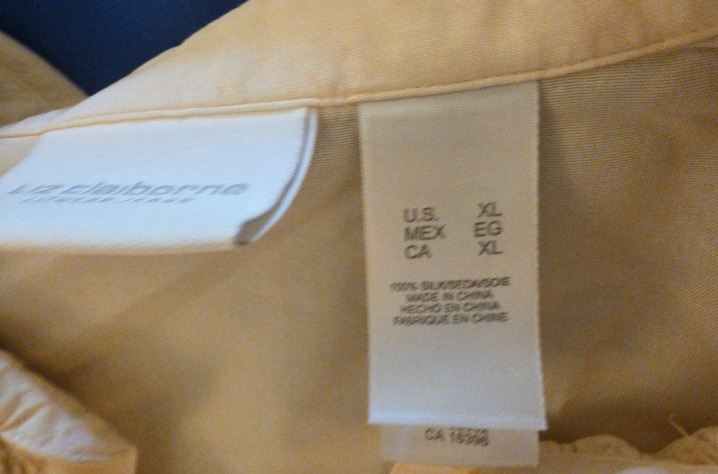 Liz claiborne
U.S. XL
MEX EG
CA XL
100% SILK/SEDA/SOIE
MADE IN CHINA
HECHO EN CHINA
FABRIQUE EN CHINE
CA 18396